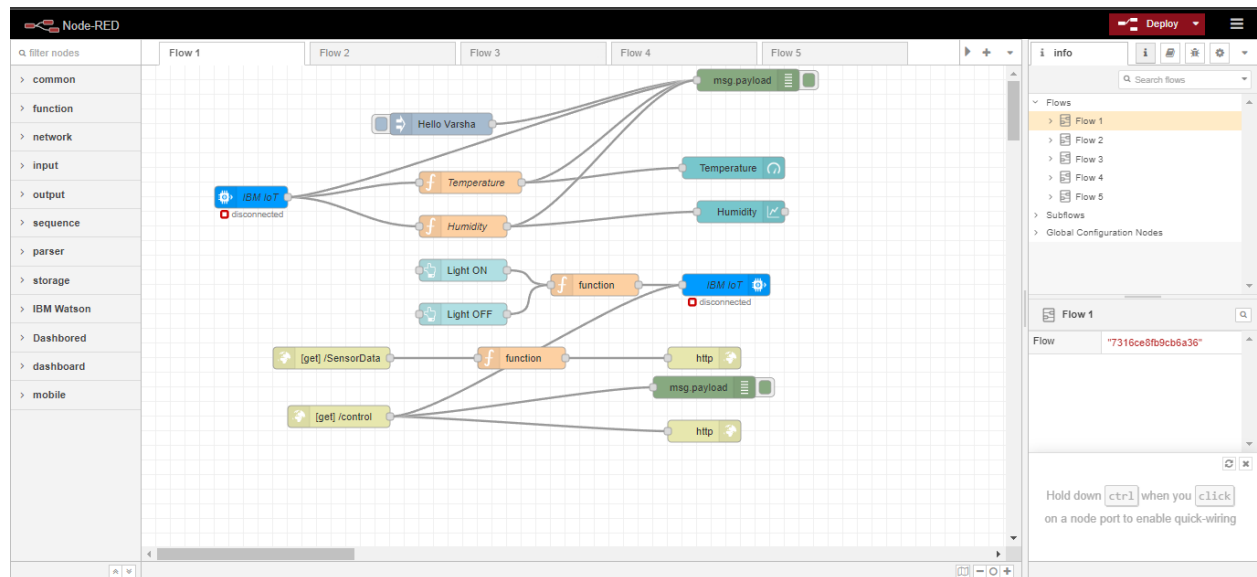 Node-RED
Deploy
filter nodes
Flow 1
Flow 2
Flow 3
Flow 4
Flow 5
i info
i
Search flows
common
function
network
input
output
sequence
parser
storage
IBM Watson
Dashbored
dashboard
mobile
msg.payload
Hello Varsha
Temperature
Temperature
IBM IoT
disconnected
Humidity
Humidity
Light ON
function
IBM IoT
disconnected
Light OFF
[get] /SensorData
function
http
msg.payload
[get] /control
http
Flows
Flow 1
Flow 2
Flow 3
Flow 4
Flow 5
Subflows
Global Configuration Nodes
Flow 1
Flow "7316ce8fb9cb6a36"
Hold down ctrl when you click
on a node port to enable quick-wiring